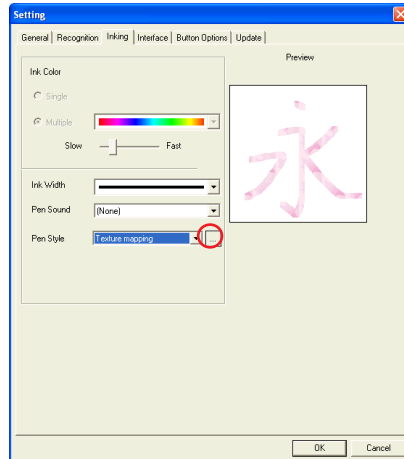 Setting
General Recognition Inking Interface Button Options Update
Preview
Ink Color
Single
Multiple
Slow Fast
Ink Width
Pen Sound (None)
Pen Style Texture mapping ...
永
OK Cancel